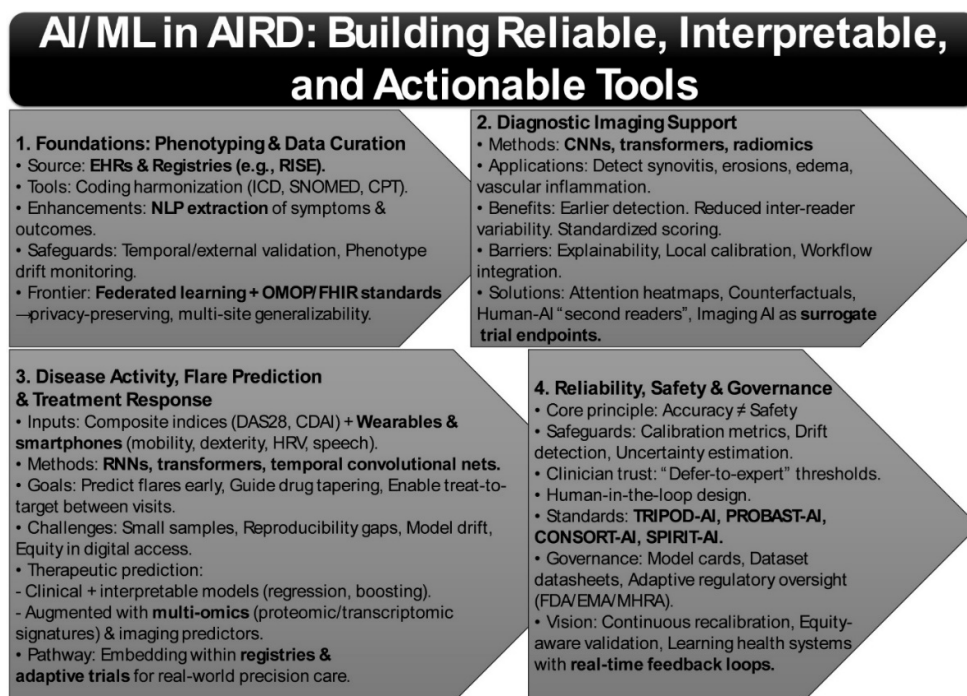 AI/ML in AIRD: Building Reliable, Interpretable,
and Actionable Tools
1. Foundations: Phenotyping & Data Curation
• Source: EHRs & Registries (e.g., RISE).
• Tools: Coding harmonization (ICD, SNOMED, CPT).
• Enhancements: NLP extraction of symptoms &
outcomes.
• Safeguards: Temporal/external validation, Phenotype
drift monitoring.
• Frontier: Federated learning + OMOP/FHIR standards
→privacy-preserving, multi-site generalizability.
2. Diagnostic Imaging Support
• Methods: CNNs, transformers, radiomics
• Applications: Detect synovitis, erosions, edema,
vascular inflammation.
• Benefits: Earlier detection. Reduced inter-reader
variability. Standardized scoring.
• Barriers: Explainability, Local calibration, Workflow
integration.
• Solutions: Attention heatmaps, Counterfactuals,
Human-AI “second readers”, Imaging AI as surrogate
trial endpoints.
3. Disease Activity, Flare Prediction
& Treatment Response
• Inputs: Composite indices (DAS28, CDAI) + Wearables &
smartphones (mobility, dexterity, HRV, speech).
• Methods: RNNs, transformers, temporal convolutional nets.
• Goals: Predict flares early, Guide drug tapering, Enable treat-to-
target between visits.
• Challenges: Small samples, Reproducibility gaps, Model drift,
Equity in digital access.
• Therapeutic prediction:
- Clinical + interpretable models (regression, boosting).
-Augmented with multi-omics (proteomic/transcriptomic
signatures) & imaging predictors.
• Pathway: Embedding within registries &
adaptive trials for real-world precision care.
4. Reliability, Safety & Governance
• Core principle: Accuracy ≠ Safety
• Safeguards: Calibration metrics, Drift
detection, Uncertainty estimation.
• Clinician trust: “Defer-to-expert” thresholds.
• Human-in-the-loop design.
• Standards: TRIPOD-AI, PROBAST-AI,
CONSORT-AI, SPIRIT-AI.
• Governance: Model cards, Dataset
datasheets, Adaptive regulatory oversight
(FDA/EMA/MHRA).
• Vision: Continuous recalibration, Equity-
aware validation, Learning health systems
with real-time feedback loops.